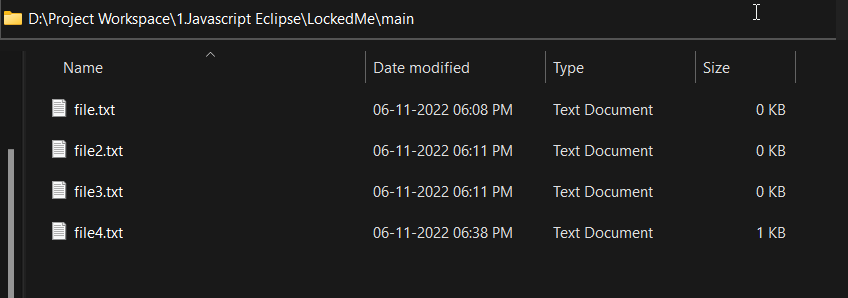 D:\Project Workspace\1.Javascript Eclipse\LockedMe\main
Name Date modified Type Size
file.txt 06-11-2022 06:08 PM Text Document 0 KB
file2.txt 06-11-2022 06:11 PM Text Document 0 KB
file3.txt 06-11-2022 06:11 PM Text Document 0 KB
file4.txt 06-11-2022 06:38 PM Text Document 1 KB